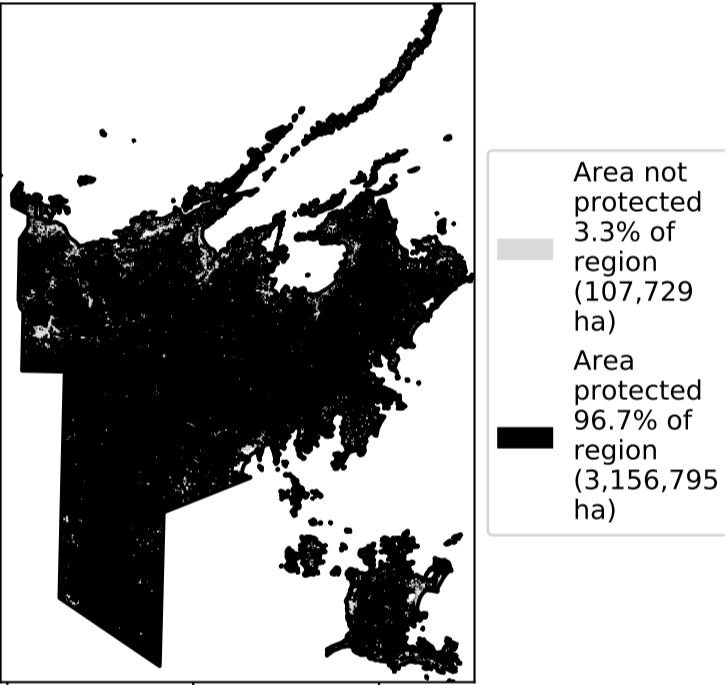 Area not
protected
3.3% of
region
(107,729
ha)
Area
protected
96.7% of
region
(3,156,795
ha)